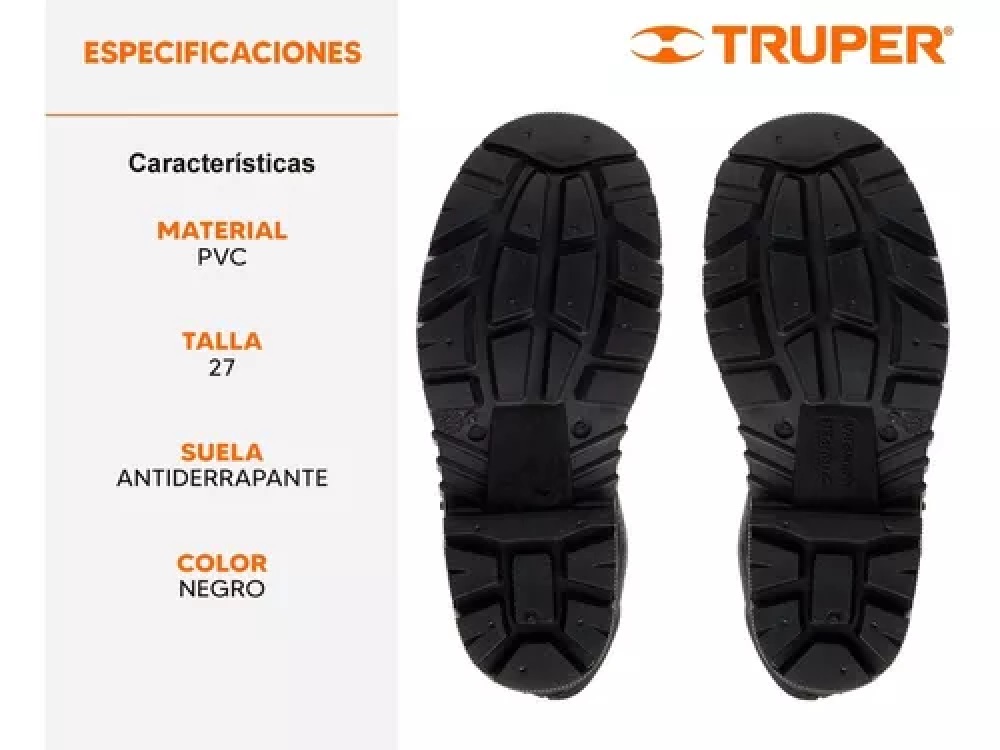 ESPECIFICACIONES
TRUPER®
Características
MATERIAL
PVC
TALLA
27
SUELA
ANTIDERRAPANTE
COLOR
NEGRO